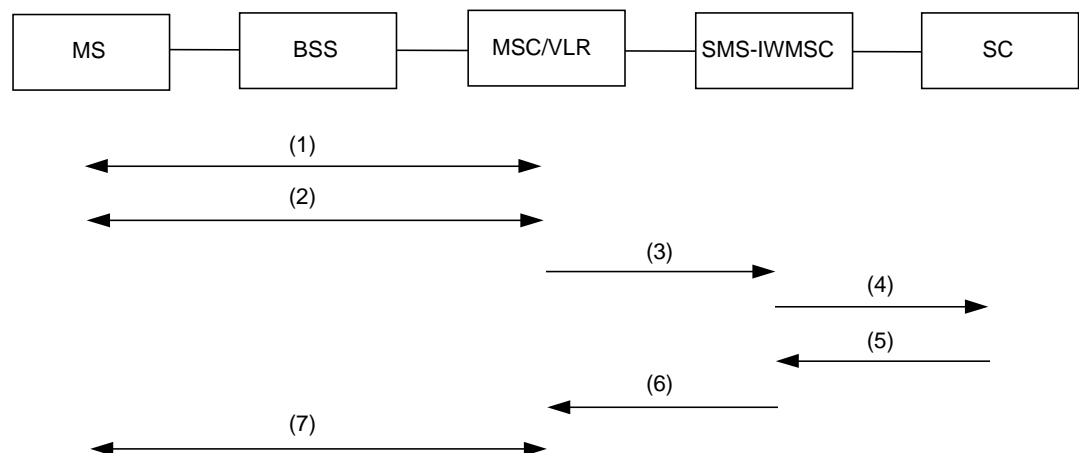 MS
BSS
MSC/VLR
SMS-IWMSC
SC
(1)
(2)
(3)
(4)
(5)
(6)
(7)